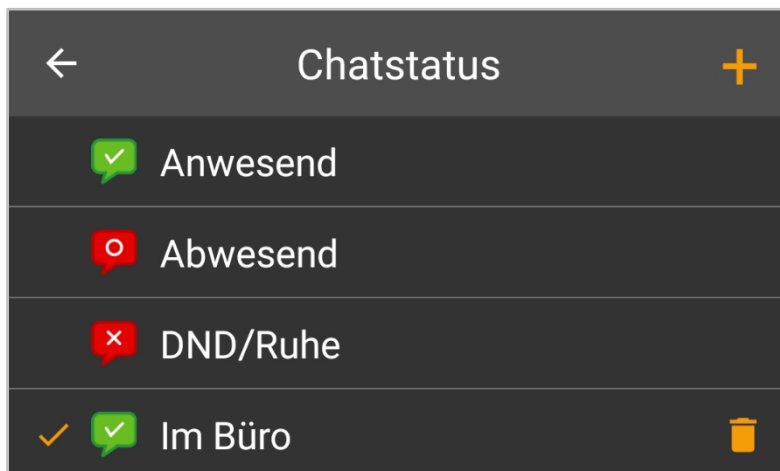 Chatstatus
Anwesend
Abwesend
DND/Ruhe
Im Büro